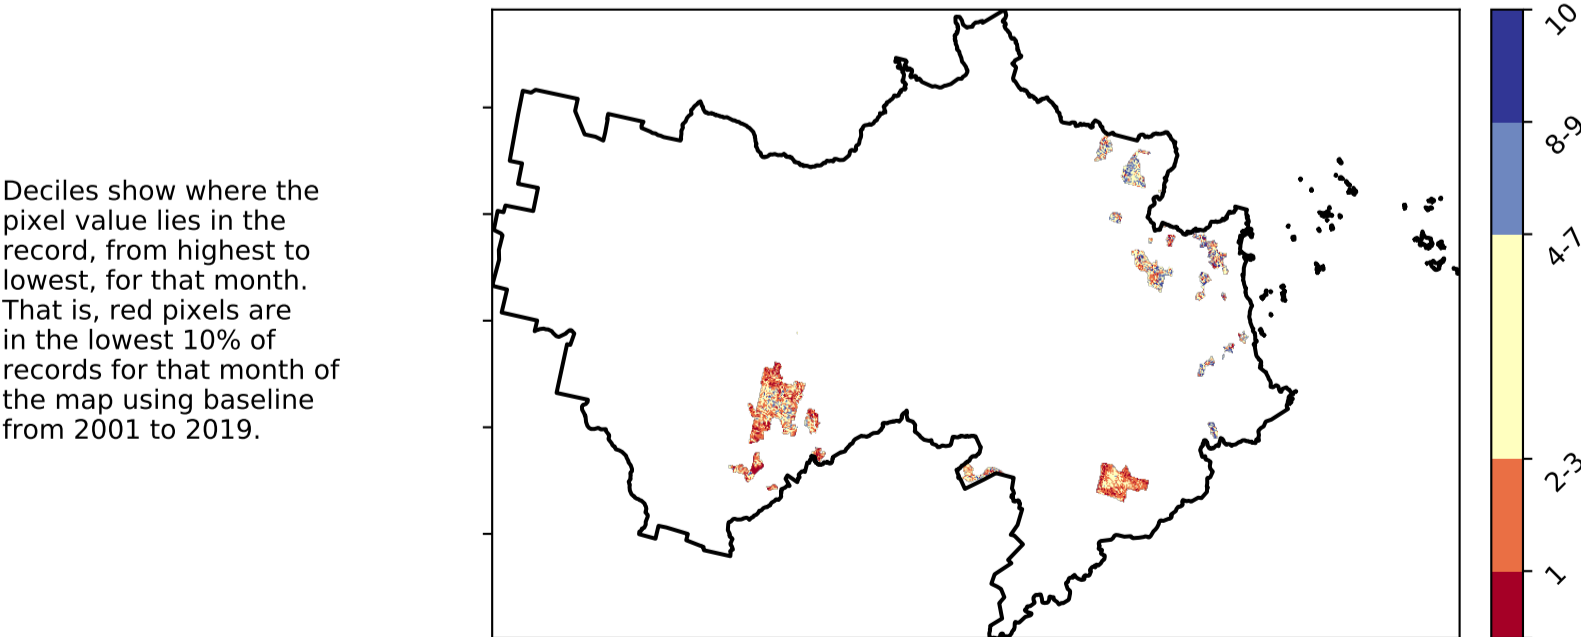 Deciles show where the
pixel value lies in the
record, from highest to
lowest, for that month.
That is, red pixels are
in the lowest 10% of
records for that month of
the map using baseline
from 2001 to 2019.
10
8-9
4-7
2-3
1